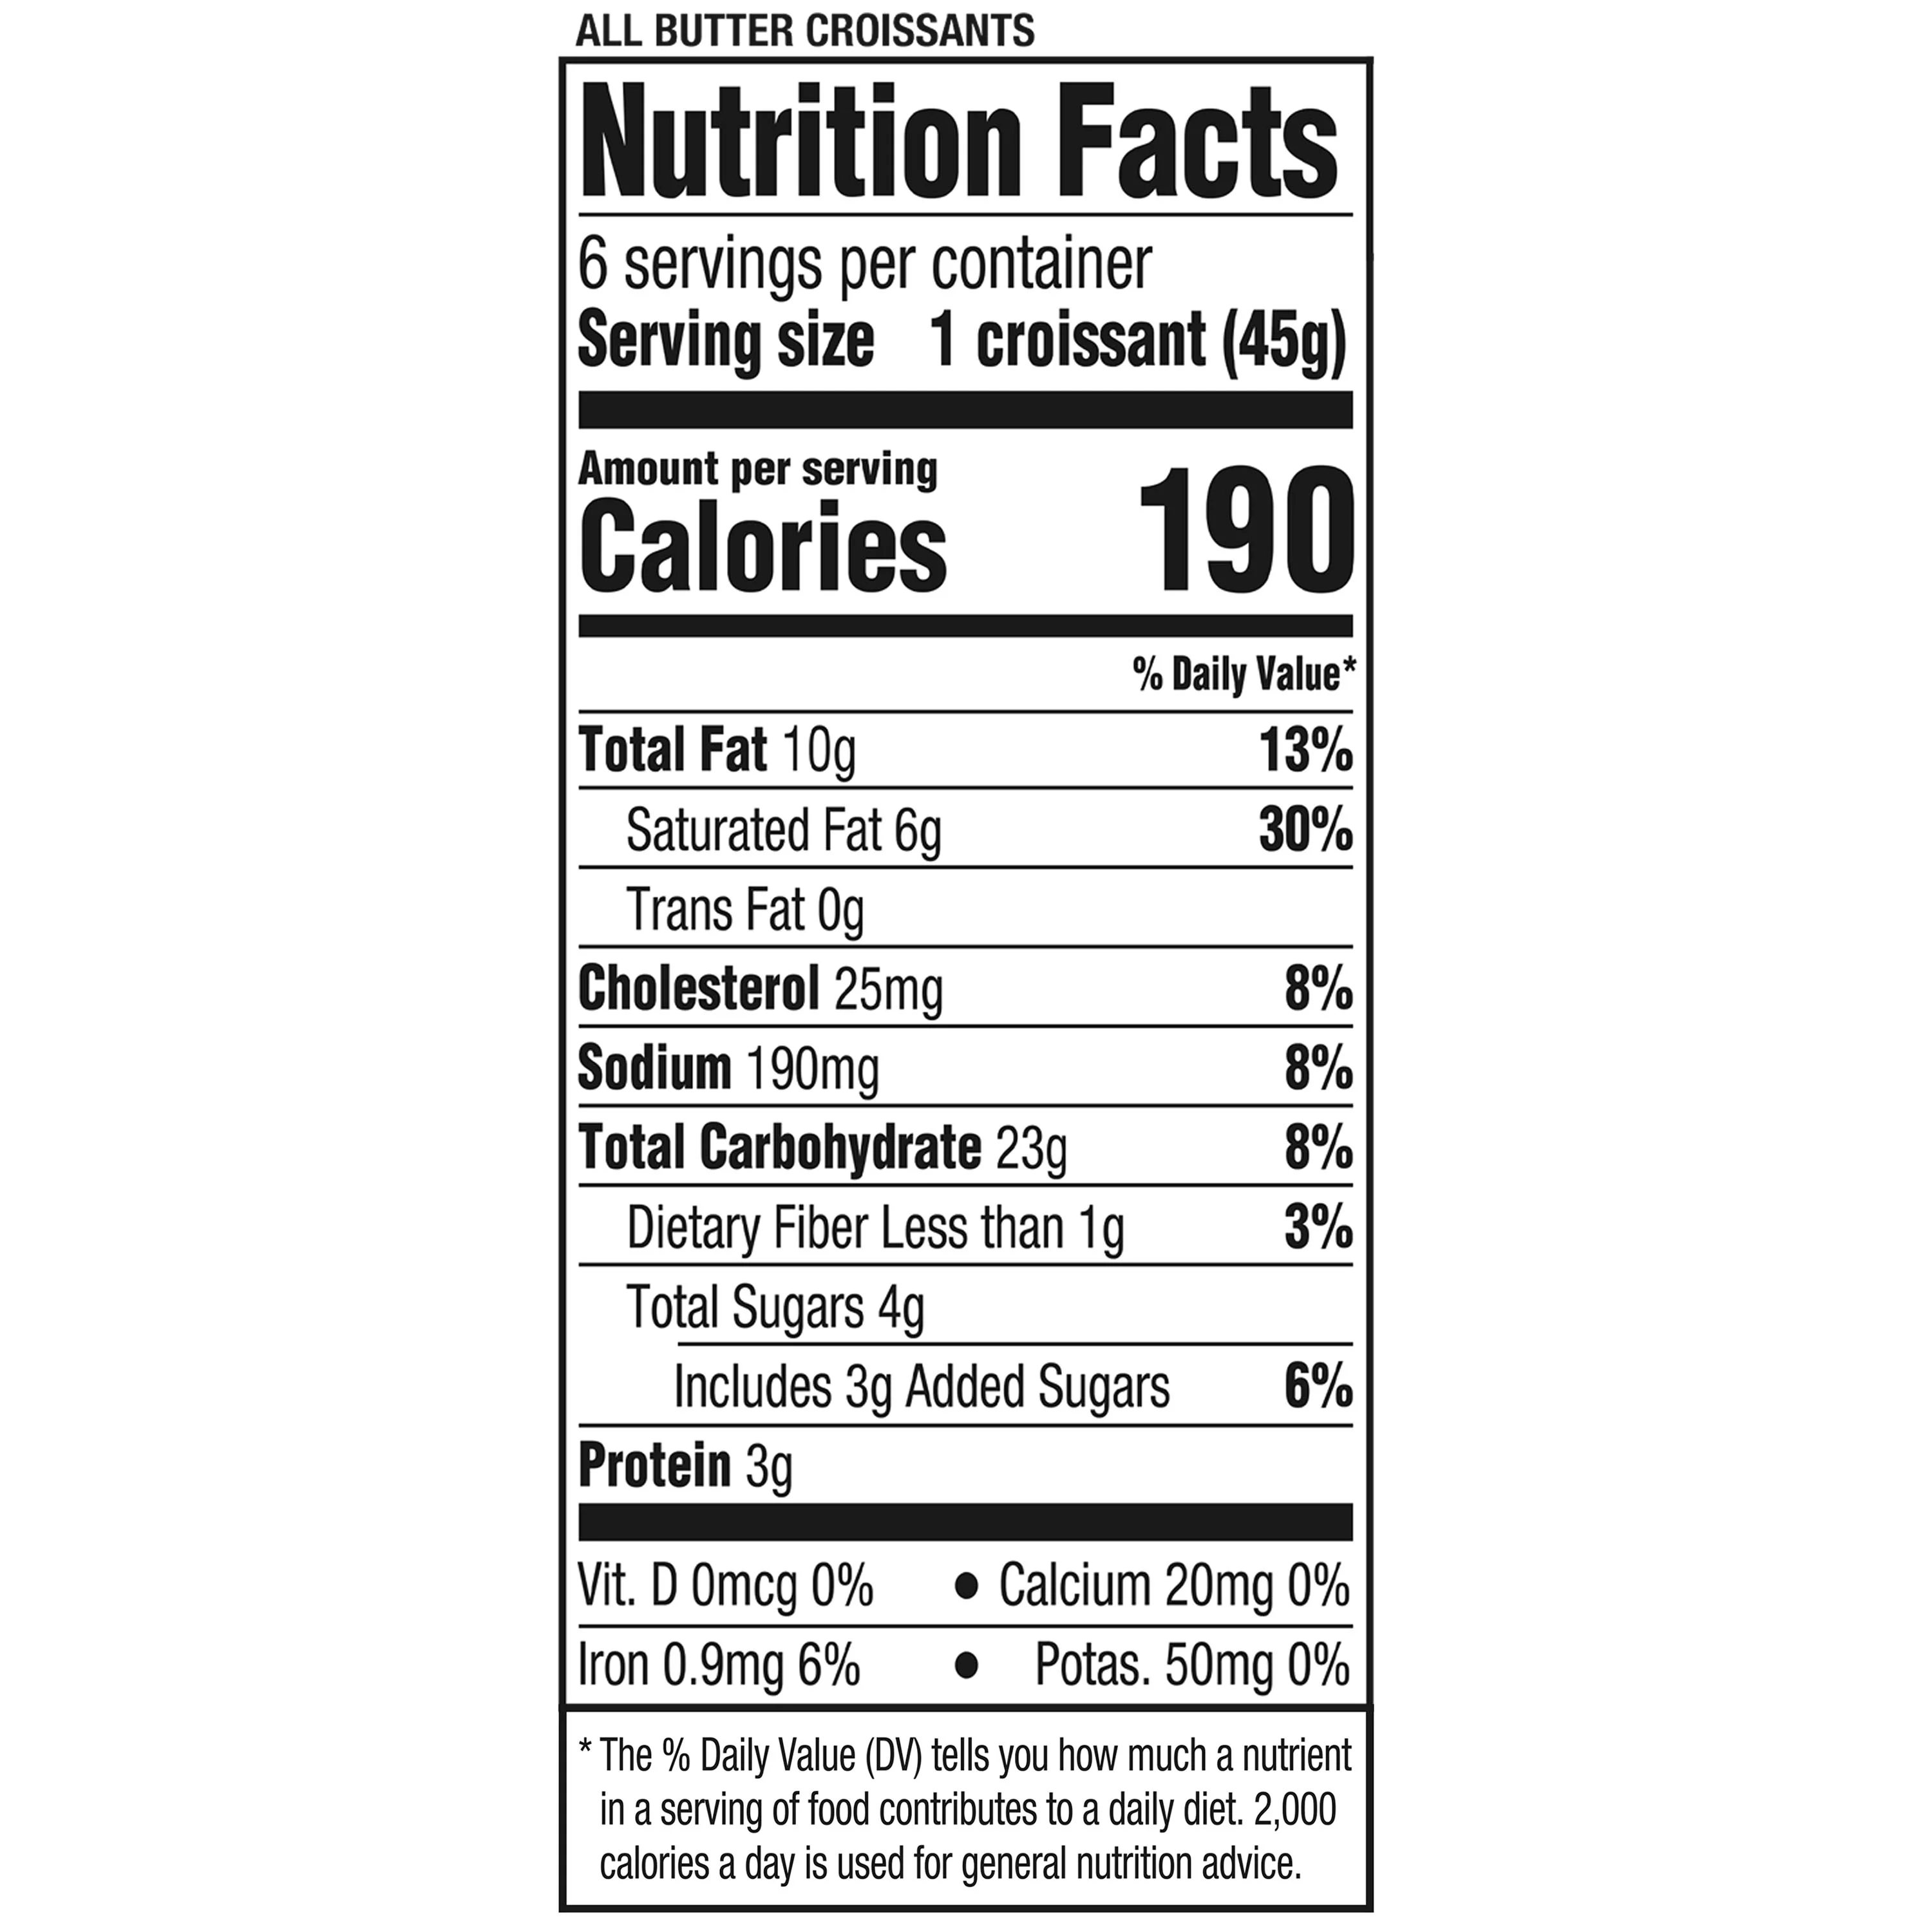 ALL BUTTER CROISSANTS
Nutrition Facts
6 servings per container
Serving size 1 croissant (45g)
Amount per serving
Calories 190
% Daily Value*
Total Fat 10g 13%
Saturated Fat 6g 30%
Trans Fat 0g
Cholesterol 25mg 8%
Sodium 190mg 8%
Total Carbohydrate 23g 8%
Dietary Fiber Less than 1g 3%
Total Sugars 4g
Includes 3g Added Sugars 6%
Protein 3g
Vit. D 0mcg 0% • Calcium 20mg 0%
Iron 0.9mg 6% • Potas. 50mg 0%
* The % Daily Value (DV) tells you how much a nutrient
in a serving of food contributes to a daily diet. 2,000
calories a day is used for general nutrition advice.